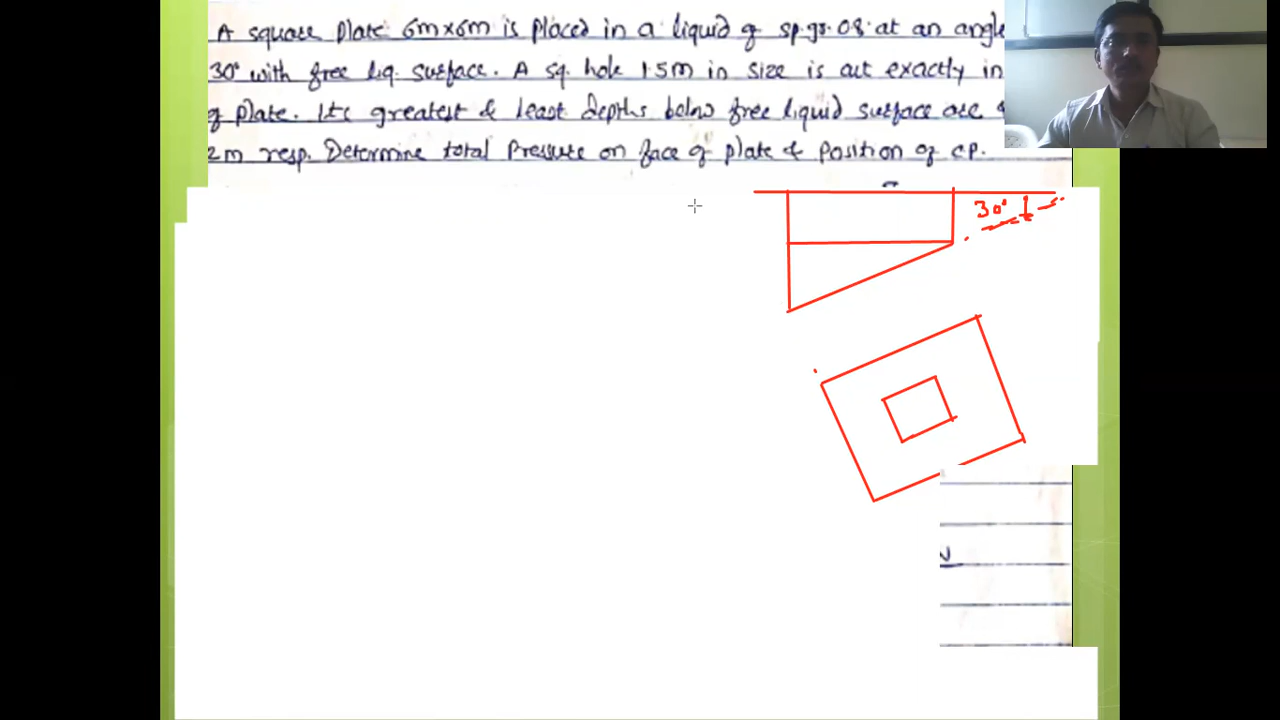 A square plate 6m x 6m is placed in a liquid of sp.gr. 0.8 at an angle
30° with free liq. surface. A sq. hole 1.5m in size is cut exactly in
of plate. Its greatest & least depths below free liquid surface are
2m resp. Determine total Pressure on face of plate & position of CP.
30°